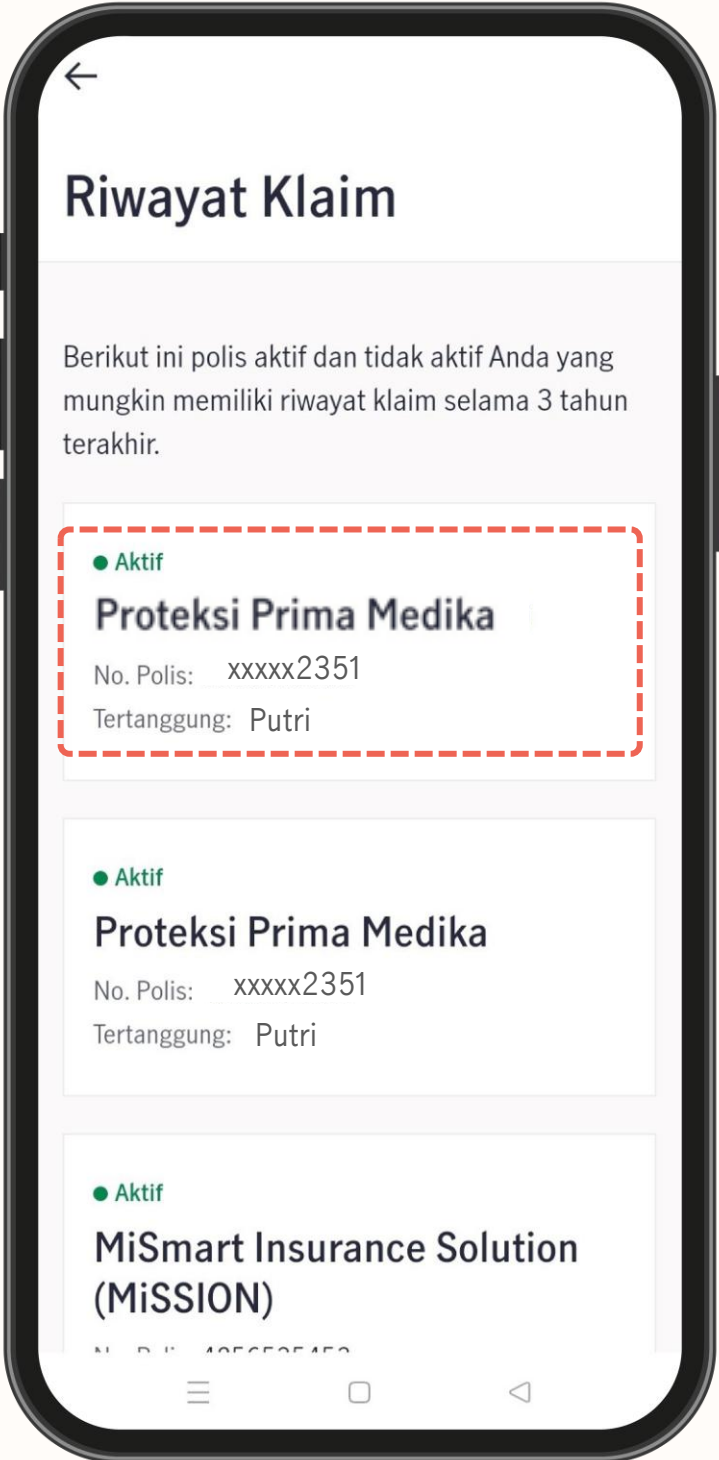 Riwayat Klaim
Berikut ini polis aktif dan tidak aktif Anda yang
mungkin memiliki riwayat klaim selama 3 tahun
terakhir.
Aktif
Proteksi Prima Medika
No. Polis: xxxxx2351
Tertanggung: Putri
Aktif
Proteksi Prima Medika
No. Polis: xxxxx2351
Tertanggung: Putri
Aktif
MiSmart Insurance Solution
(MiSSION)
No. Polis: